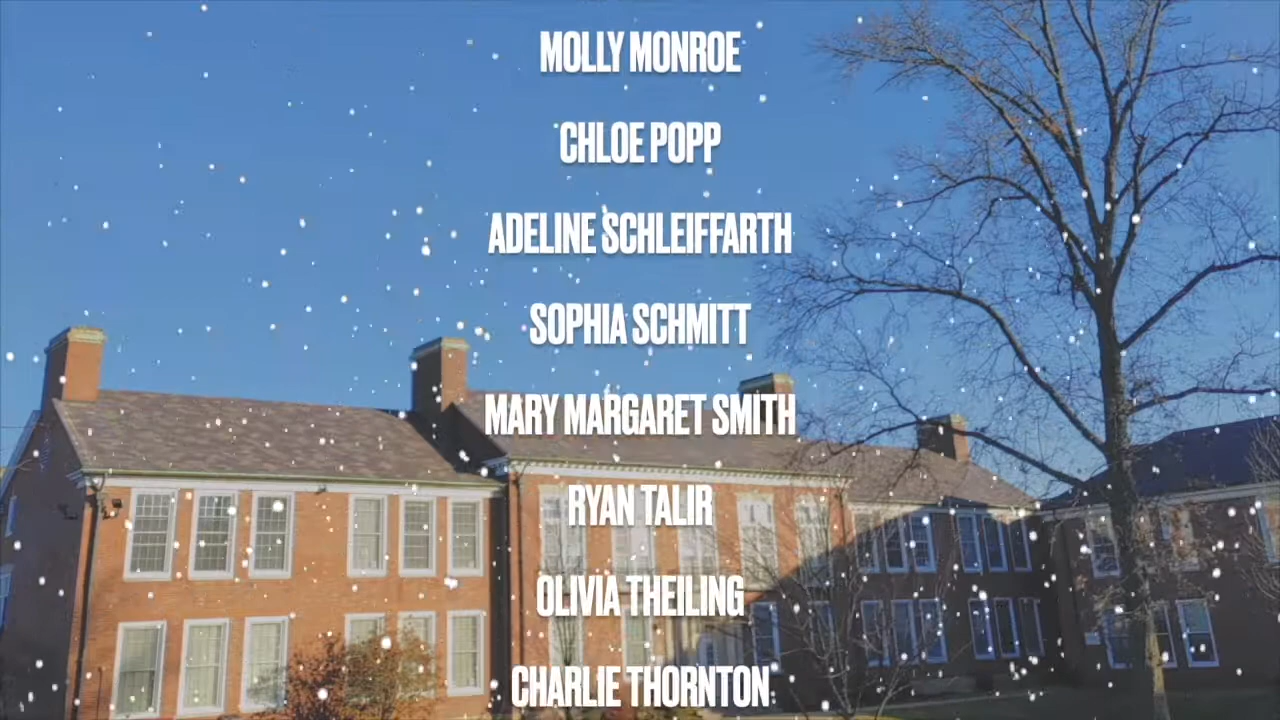 MOLLY MONROE
CHLOE POPP
ADELINE SCHLEIFFARTH
SOPHIA SCHMITT
MARY MARGARET SMITH
RYAN TALIR
OLIVIA THEILING
CHARLIE THORNTON